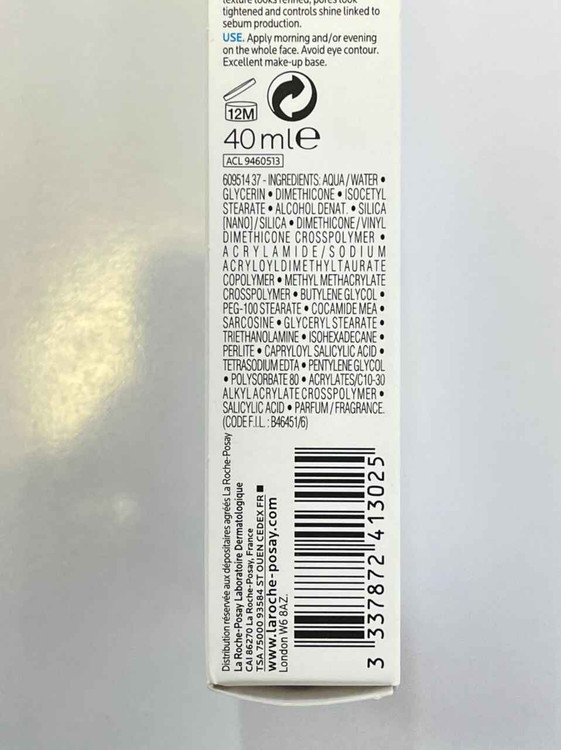 texture looks refined, pores look
tightened and controls shine linked to
sebum production.
USE. Apply morning and/or evening
on the whole face. Avoid eye contour.
Excellent make-up base.
12M
40 ml e
ACL 9460513
609514 37 - INGREDIENTS: AQUA / WATER •
GLYCERIN • DIMETHICONE • ISOCETYL
STEARATE • ALCOHOL DENAT. • SILICA
[NANO] / SILICA • DIMETHICONE / VINYL
DIMETHICONE CROSSPOLYMER •
ACRYLAMIDE/SODIUM
ACRYLOYLDIMETHYLTAURATE
COPOLYMER • METHYL METHACRYLATE
CROSSPOLYMER • BUTYLENE GLYCOL •
PEG-100 STEARATE • COCAMIDE MEA •
SARCOSINE • GLYCERYL STEARATE •
TRIETHANOLAMINE • ISOHEXADECANE •
PERLITE • CAPRYLOYL SALICYLIC ACID •
TETRASODIUM EDTA • PENTYLENE GLYCOL
• POLYSORBATE 80 • ACRYLATES/C10-30
ALKYL ACRYLATE CROSSPOLYMER •
SALICYLIC ACID • PARFUM / FRAGRANCE.
(CODE F.I.L. : B46451/6)
Distribution réservée aux dépositaires agréés La Roche-Posay
La Roche-Posay Laboratoire Dermatologique
CAI 86270 La Roche-Posay, France
TSA 75000 93584 ST OUEN CEDEX FR
www.laroche-posay.com
London W6 8AZ.
3 337872 413025